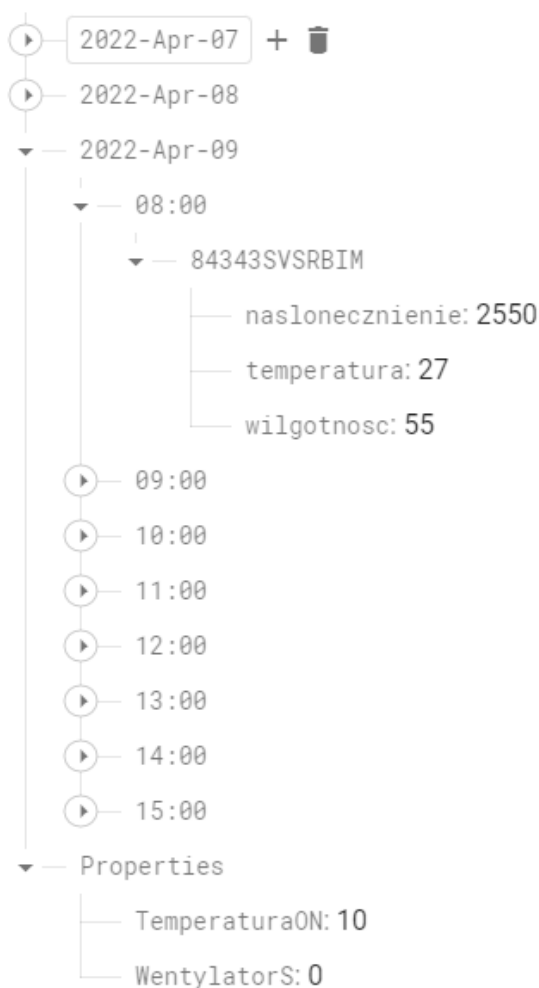 2022-Apr-07
2022-Apr-08
2022-Apr-09
08:00
84343SVSRBIM
naslonecznienie: 2550
temperatura: 27
wilgotnosc: 55
09:00
10:00
11:00
12:00
13:00
14:00
15:00
Properties
TemperaturaON: 10
WentylatorS: 0